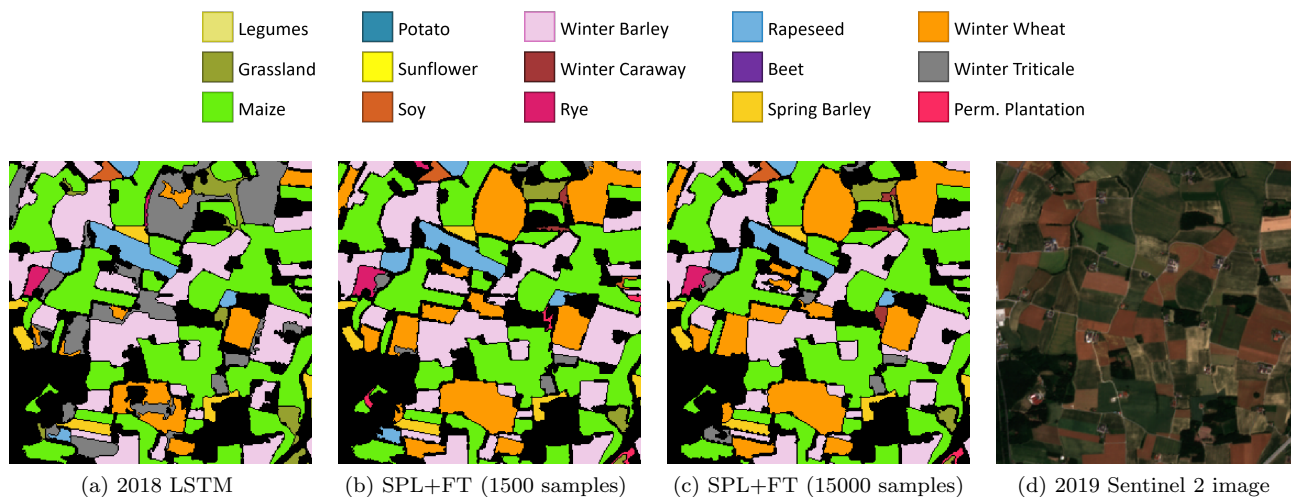 Legumes Potato Winter Barley Rapeseed Winter Wheat
Grassland Sunflower Winter Caraway Beet Winter Triticale
Maize Soy Rye Spring Barley Perm. Plantation
(a) 2018 LSTM (b) SPL+FT (1500 samples) (c) SPL+FT (15000 samples) (d) 2019 Sentinel 2 image